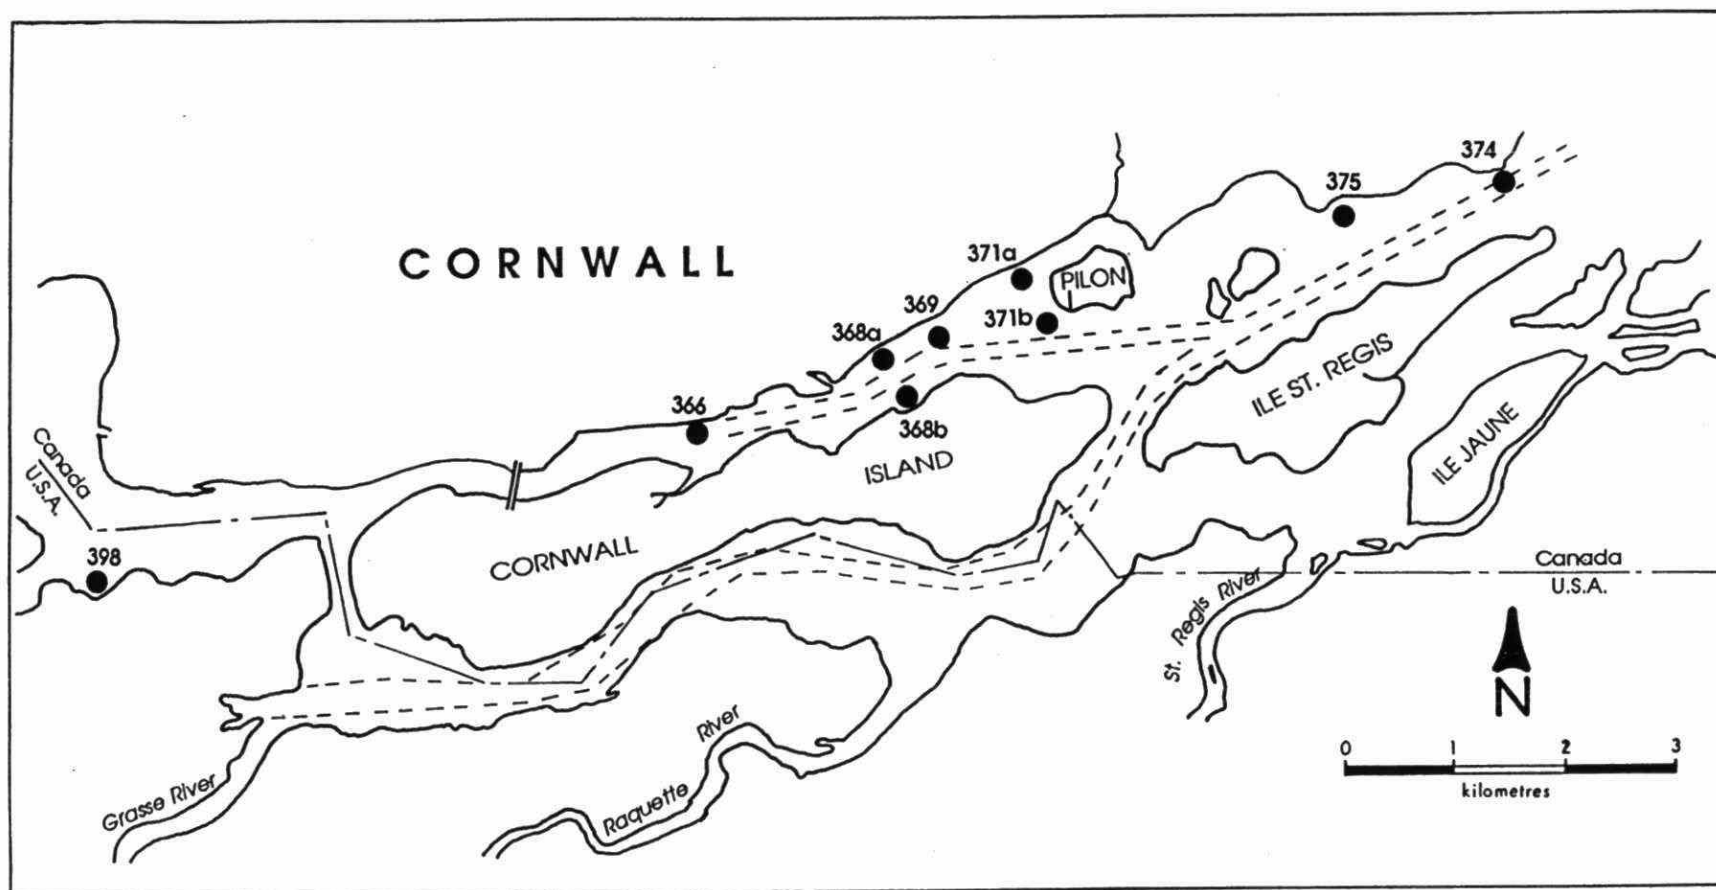 374
375
CORNWALL
371a
PILON
369
371b
368a
366
368b
ILE ST. REGIS
ISLAND
ILE JAUNE
Canada
U.S.A.
CORNWALL
398
Canada
U.S.A.
St. Regis River
N
River
0 1 2 3
kilometres
Grasse River
Raquette